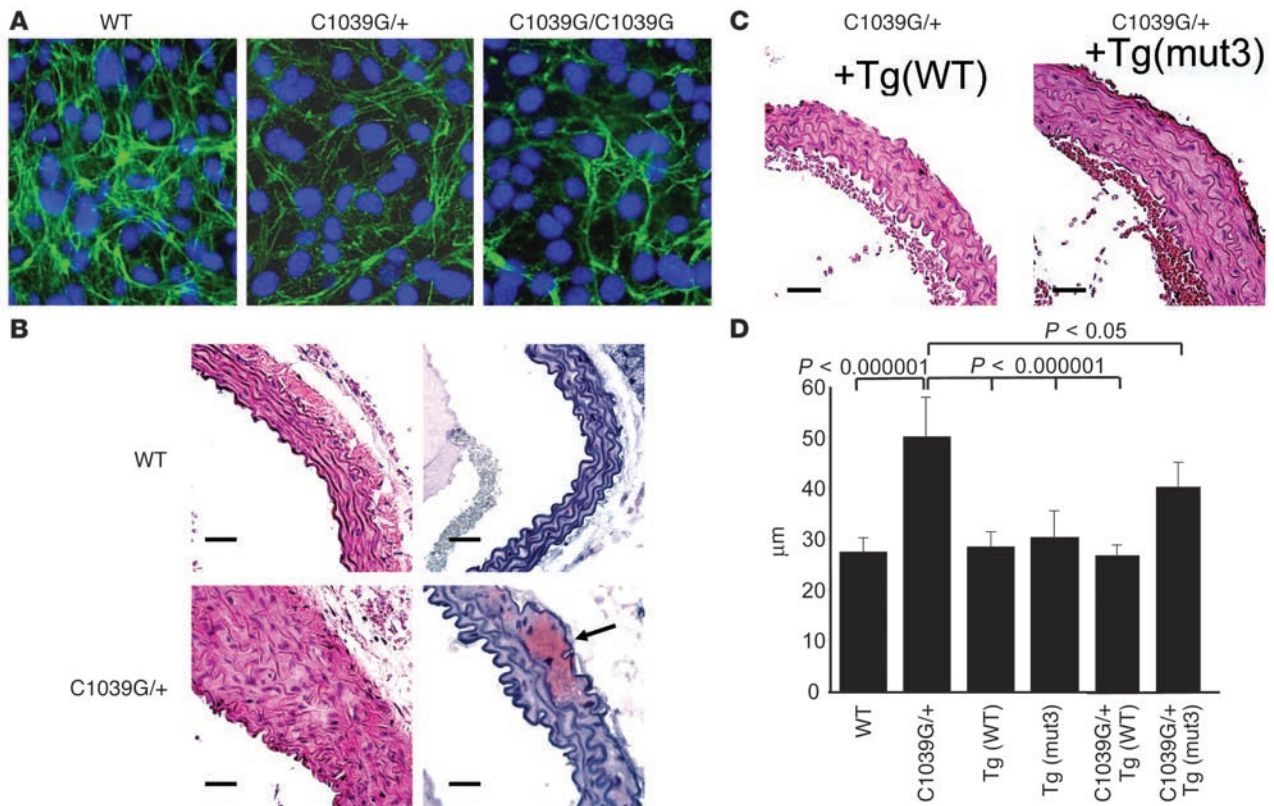 A
WT
C1039G/+
C1039G/C1039G
B
WT
C1039G/+
C
C1039G/+
+Tg(WT)
C1039G/+
+Tg(mut3)
D
P < 0.05
P < 0.000001
P < 0.000001
60
50
40
30
20
10
0
μm
WT
C1039G/+
Tg (WT)
Tg (mut3)
C1039G/+
Tg (WT)
C1039G/+
Tg (mut3)